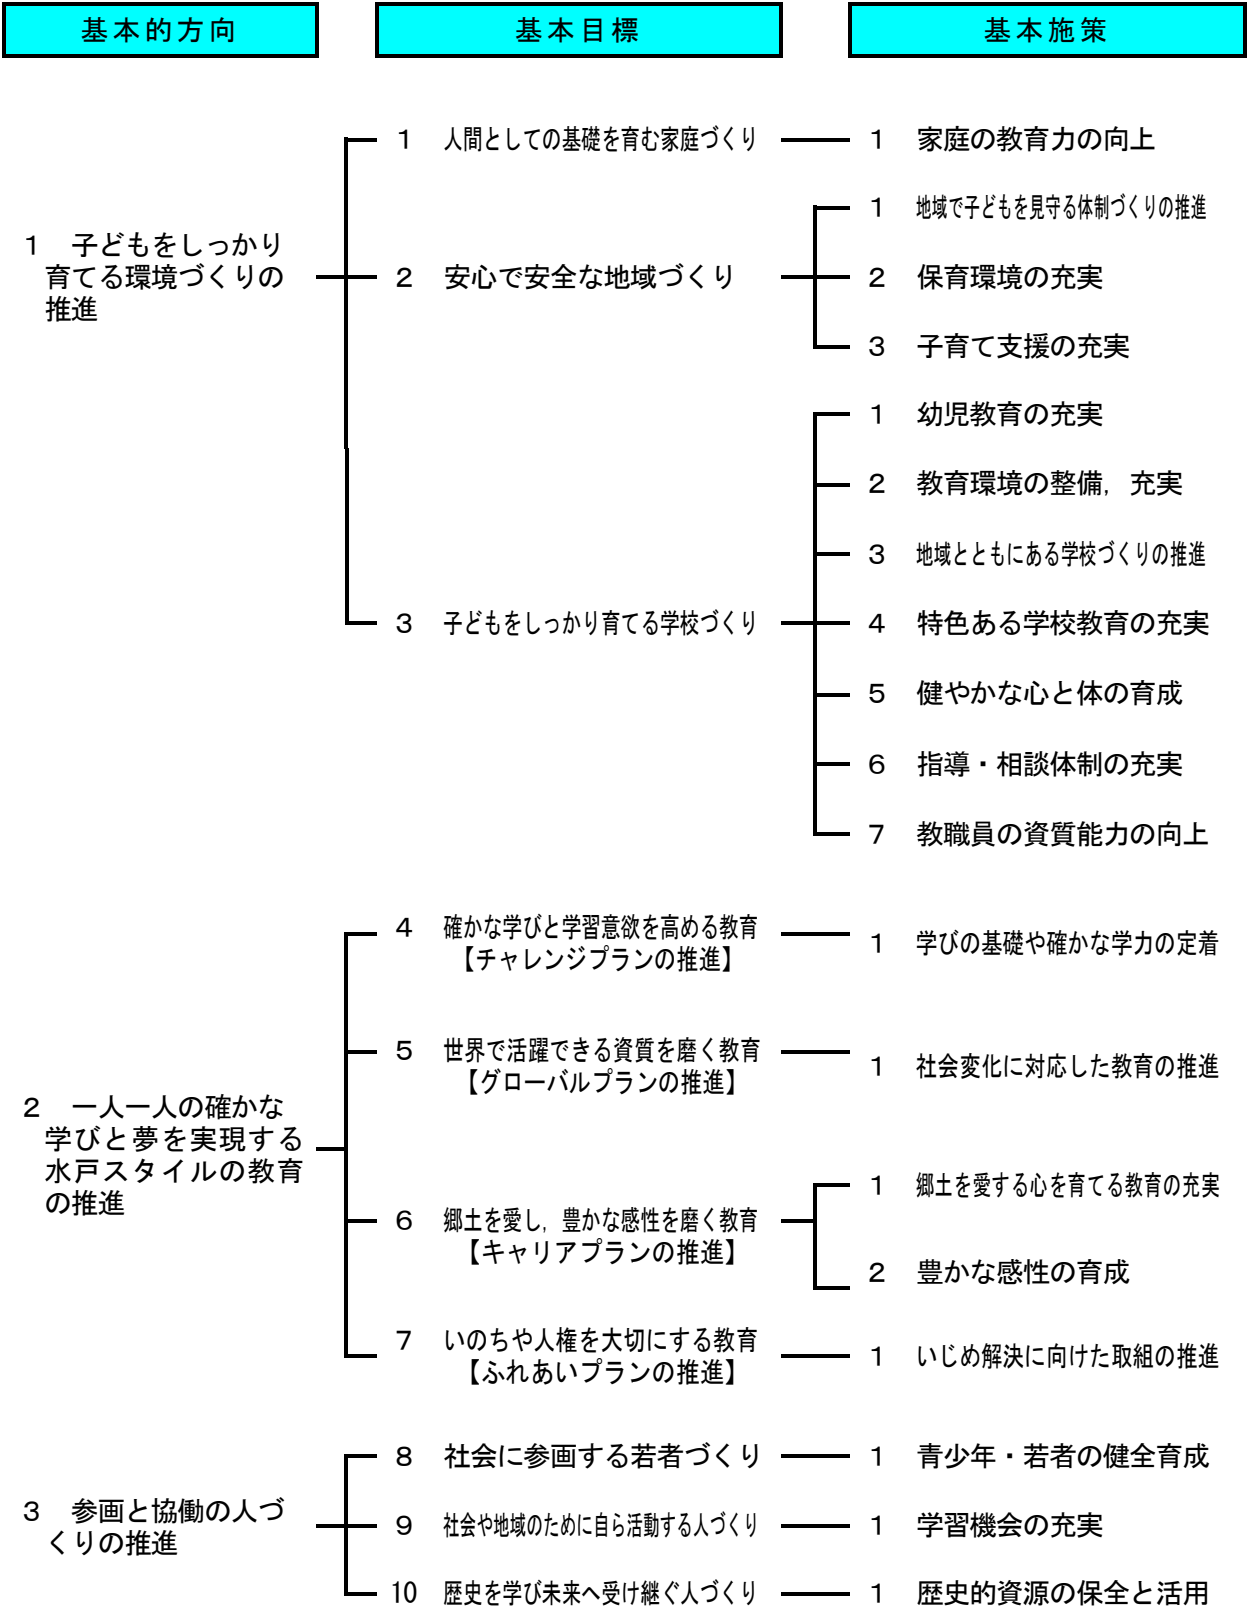 基本的方向
基本目標
基本施策
1 子どもをしっかり
育てる環境づくりの
推進
1 人間としての基礎を育む家庭づくり
1 家庭の教育力の向上
2 安心で安全な地域づくり
1 地域で子どもを見守る体制づくりの推進
2 保育環境の充実
3 子育て支援の充実
3 子どもをしっかり育てる学校づくり
1 幼児教育の充実
2 教育環境の整備，充実
3 地域とともにある学校づくりの推進
4 特色ある学校教育の充実
5 健やかな心と体の育成
6 指導・相談体制の充実
7 教職員の資質能力の向上
2 一人一人の確かな
学びと夢を実現する
水戸スタイルの教育
の推進
4 確かな学びと学習意欲を高める教育
【チャレンジプランの推進】
1 学びの基礎や確かな学力の定着
5 世界で活躍できる資質を磨く教育
【グローバルプランの推進】
1 社会変化に対応した教育の推進
6 郷土を愛し，豊かな感性を磨く教育
【キャリアプランの推進】
1 郷土を愛する心を育てる教育の充実
2 豊かな感性の育成
7 いのちや人権を大切にする教育
【ふれあいプランの推進】
1 いじめ解決に向けた取組の推進
3 参画と協働の人づ
くりの推進
8 社会に参画する若者づくり
1 青少年・若者の健全育成
9 社会や地域のために自ら活動する人づくり
1 学習機会の充実
10 歴史を学び未来へ受け継ぐ人づくり
1 歴史的資源の保全と活用